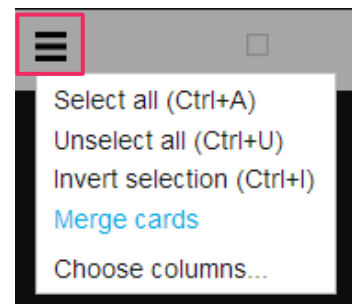 Select all (Ctrl+A)
Unselect all (Ctrl+U)
Invert selection (Ctrl+I)
Merge cards
Choose columns...